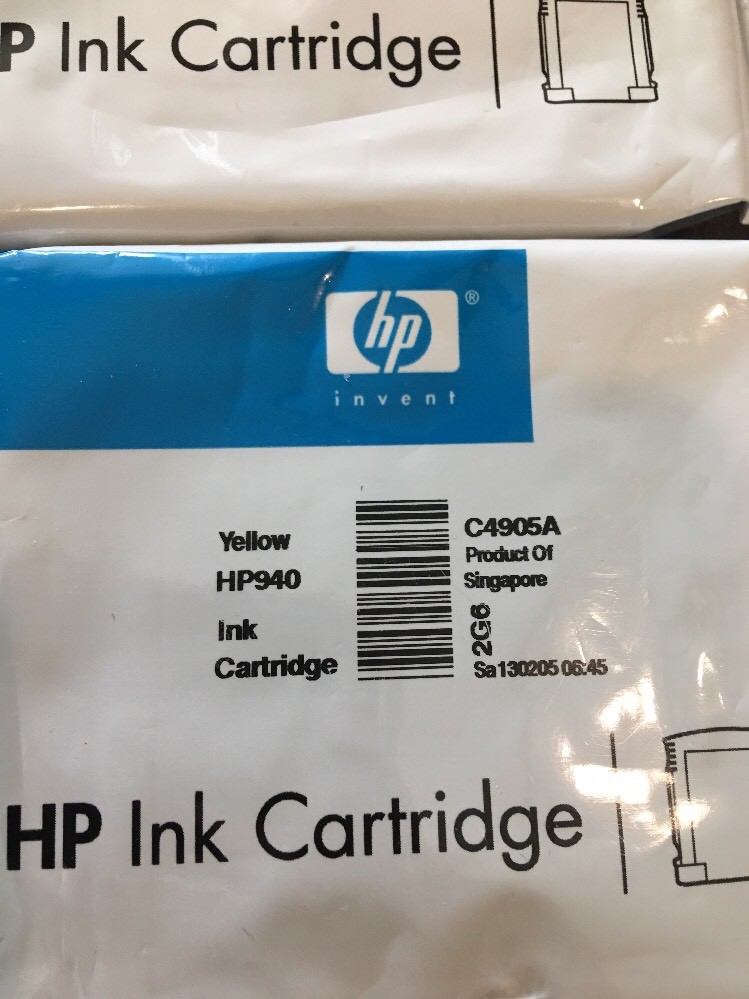 P Ink Cartridge
hp ®
invent
Yellow
HP940
Ink
Cartridge
C4905A
Product Of
Singapore
2G6
Sa130205 06:45
HP Ink Cartridge